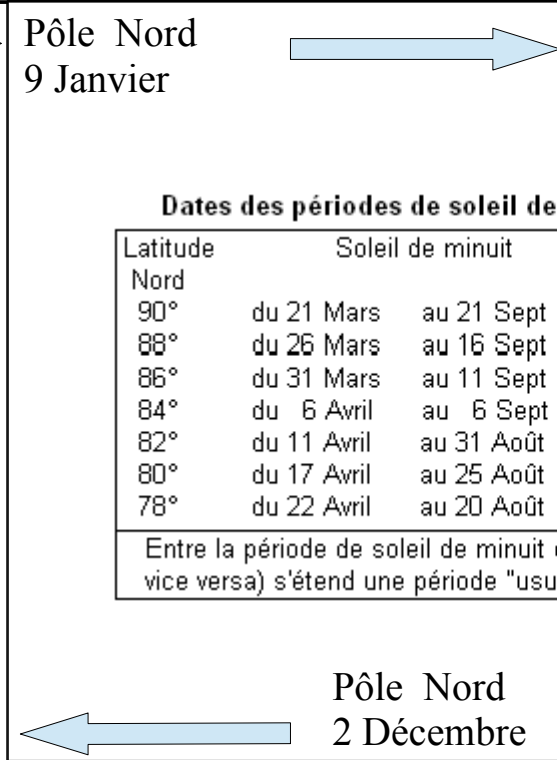 Pôle Nord
9 Janvier
Dates des périodes de soleil de
Latitude Soleil de minuit
Nord
90° du 21 Mars au 21 Sept
88° du 26 Mars au 16 Sept
86° du 31 Mars au 11 Sept
84° du 6 Avril au 6 Sept
82° du 11 Avril au 31 Août
80° du 17 Avril au 25 Août
78° du 22 Avril au 20 Août
Entre la période de soleil de minuit
vice versa) s'étend une période "usu
Pôle Nord
2 Décembre